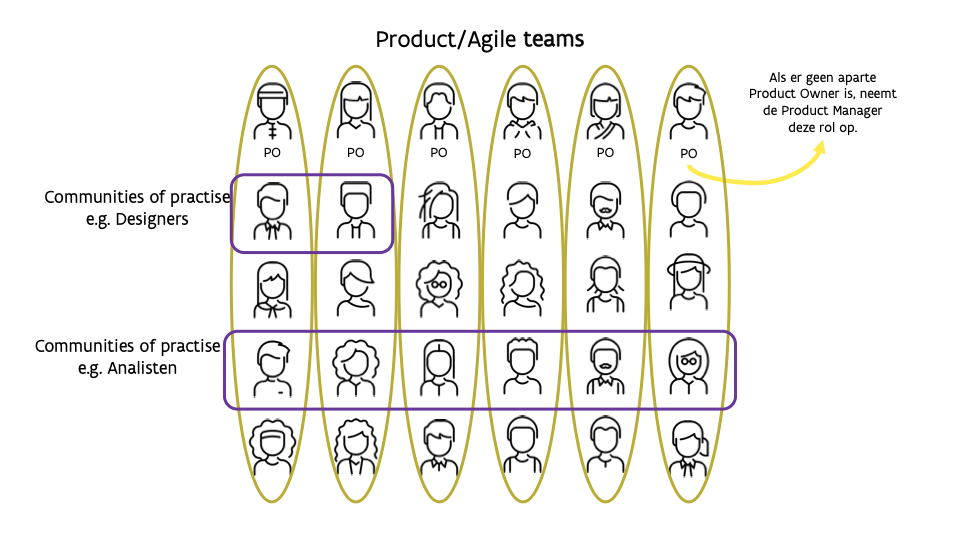 Product/Agile teams
Als er geen aparte
Product Owner is, neemt
de Product Manager
deze rol op.
PO PO PO PO PO PO
Communities of practise
e.g. Designers
Communities of practise
e.g. Analisten